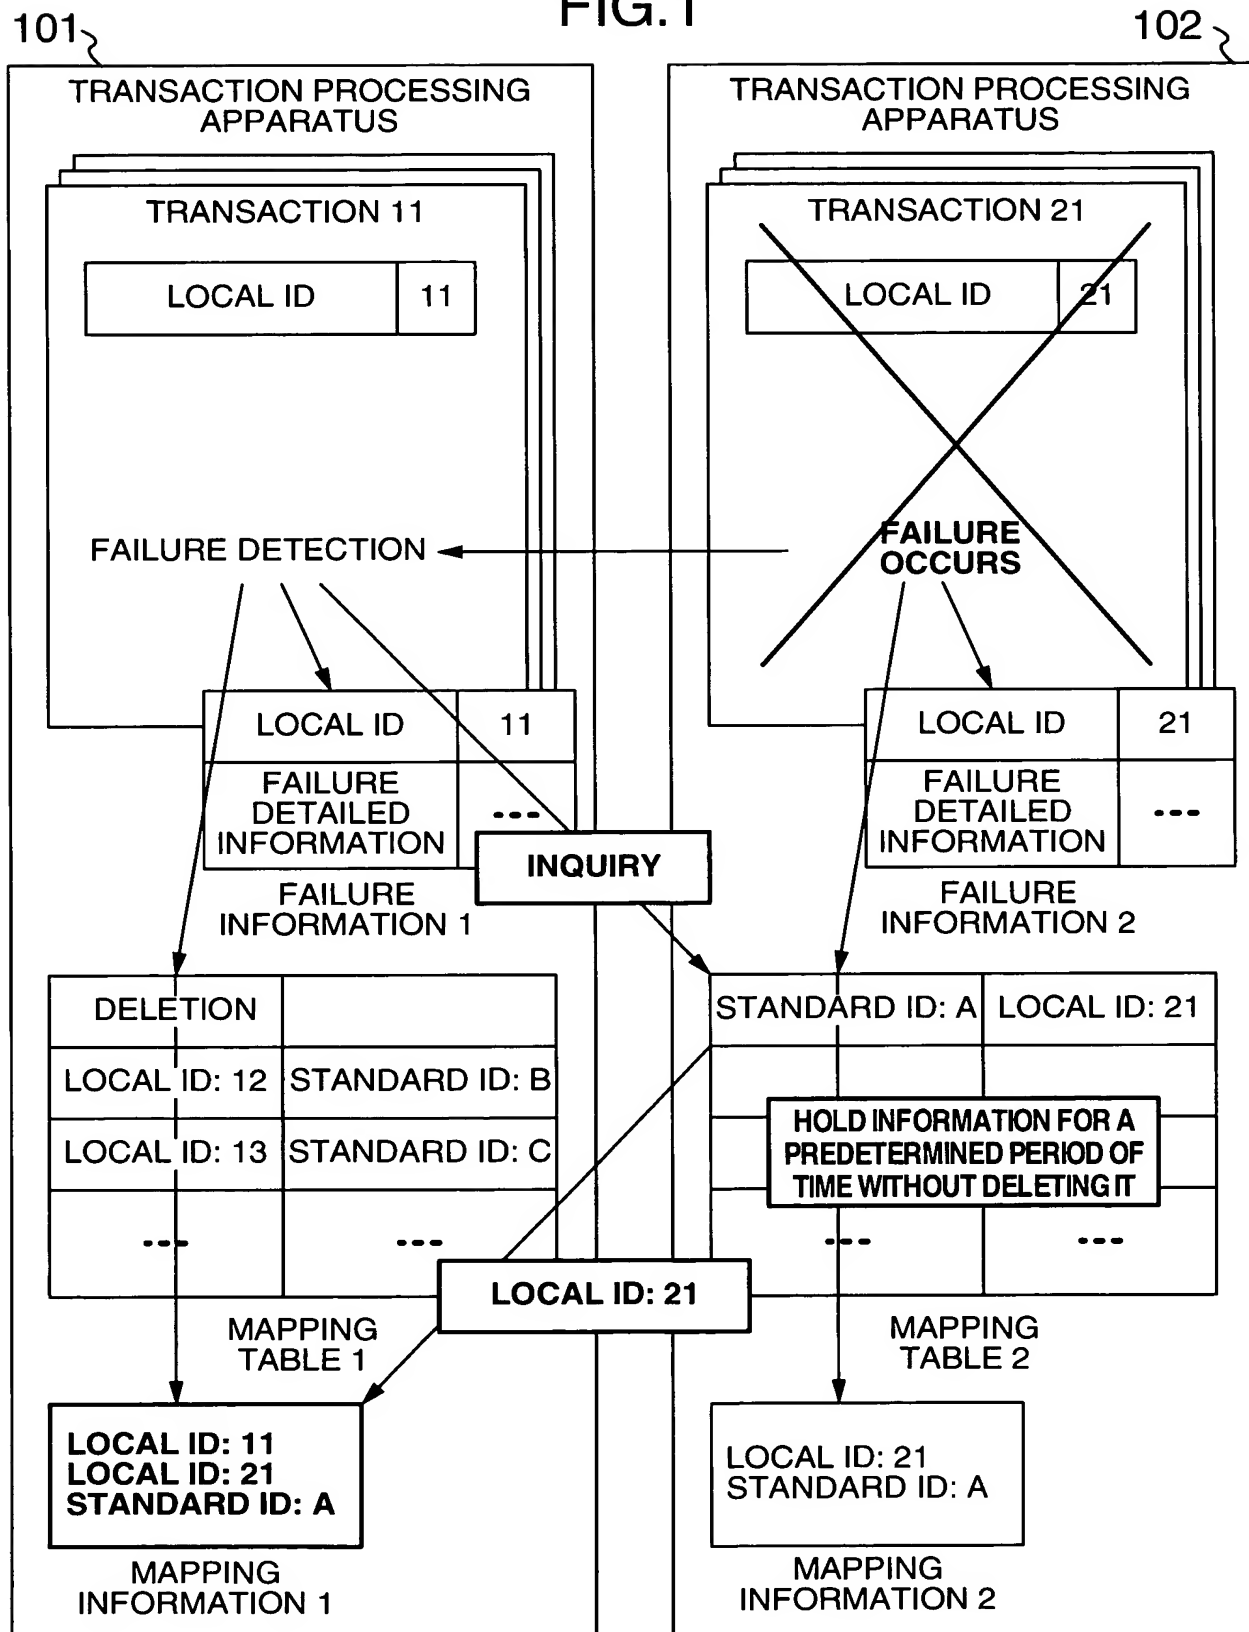 FIG.1
101
102
TRANSACTION PROCESSING
APPARATUS
TRANSACTION 11
LOCAL ID
11
FAILURE DETECTION
LOCAL ID
11
FAILURE
DETAILED
INFORMATION
---
FAILURE
INFORMATION 1
INQUIRY
DELETION
LOCAL ID: 12
STANDARD ID: B
LOCAL ID: 13
STANDARD ID: C
---
---
LOCAL ID: 21
MAPPING
TABLE 1
LOCAL ID: 11
LOCAL ID: 21
STANDARD ID: A
MAPPING
INFORMATION 1
TRANSACTION PROCESSING
APPARATUS
TRANSACTION 21
LOCAL ID
21
FAILURE
OCCURS
LOCAL ID
21
FAILURE
DETAILED
INFORMATION
---
FAILURE
INFORMATION 2
STANDARD ID: A
LOCAL ID: 21
HOLD INFORMATION FOR A
PREDETERMINED PERIOD OF
TIME WITHOUT DELETING IT
---
---
MAPPING
TABLE 2
LOCAL ID: 21
STANDARD ID: A
MAPPING
INFORMATION 2